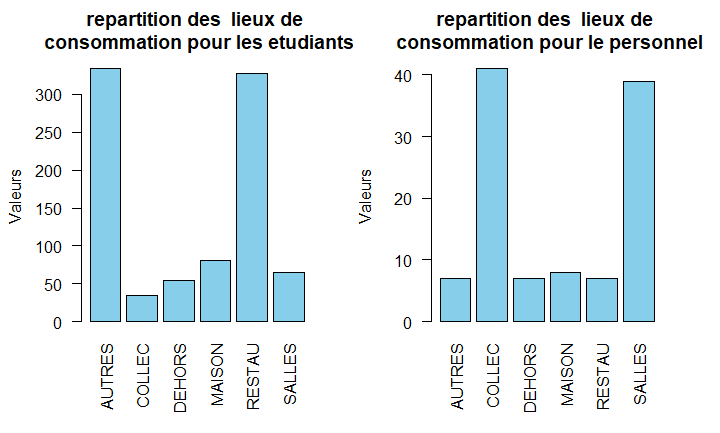 repartition des  lieux de
consommation pour les etudiants
Valeurs
300
250
200
150
100
50
0
AUTRES
COLLEC
DEHORS
MAISON
RESTAU
SALLES
repartition des  lieux de
consommation pour le personnel
Valeurs
40
30
20
10
0
AUTRES
COLLEC
DEHORS
MAISON
RESTAU
SALLES